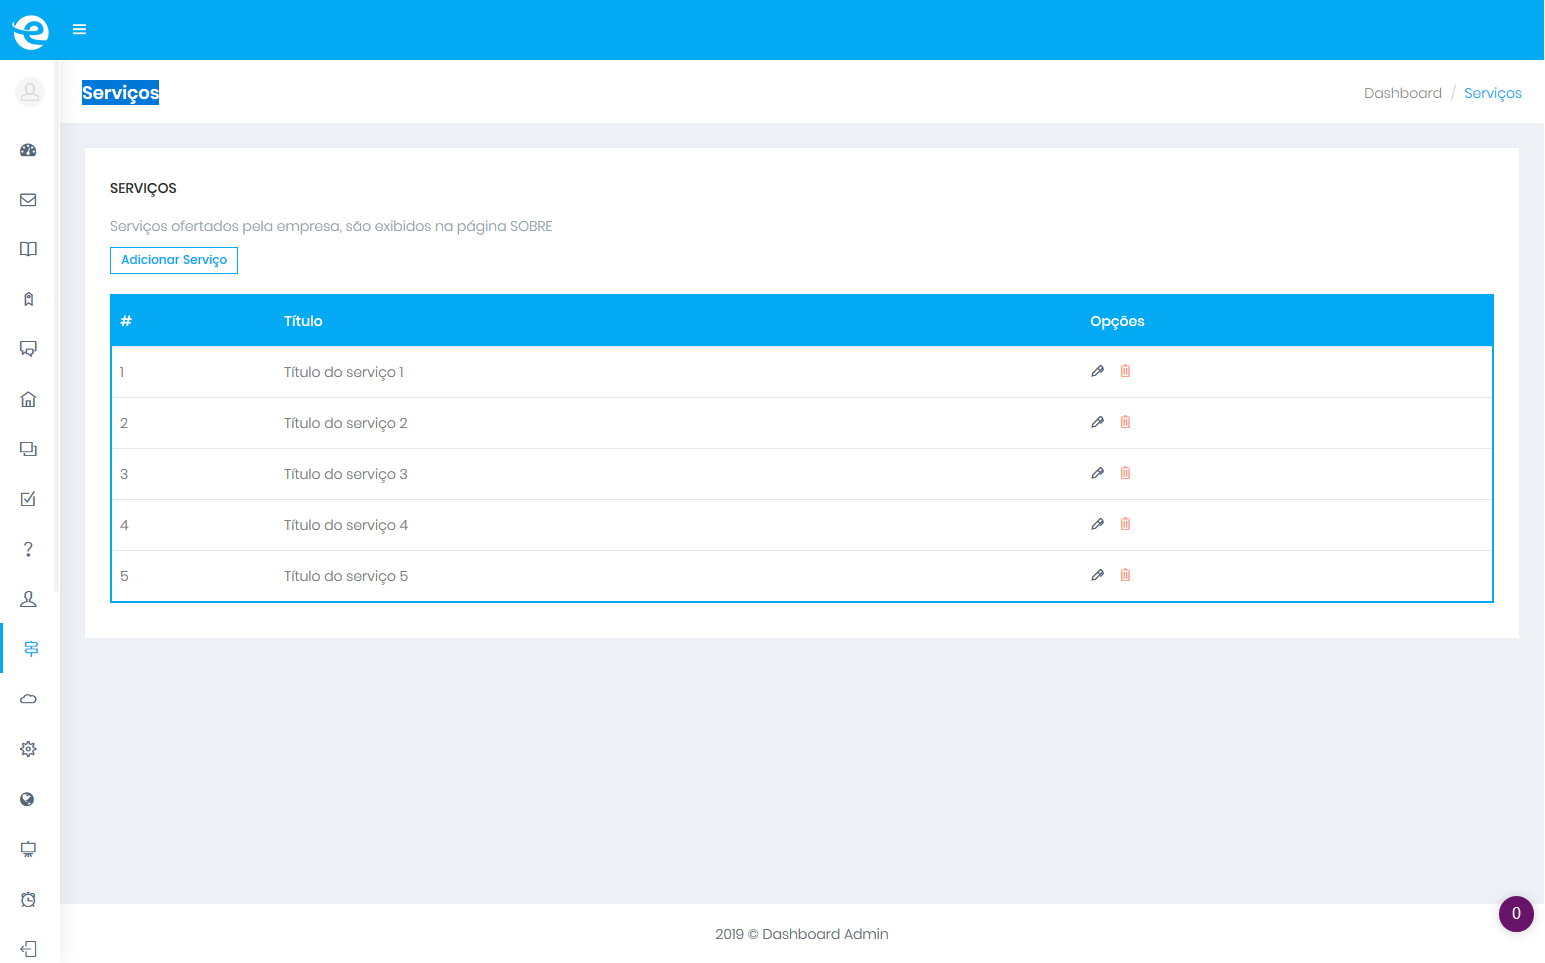 Serviços
Dashboard / Serviços
SERVIÇOS
Serviços ofertados pela empresa, são exibidos na página SOBRE
Adicionar Serviço
# Título Opções
1 Título do serviço 1
2 Título do serviço 2
3 Título do serviço 3
4 Título do serviço 4
5 Título do serviço 5
0
2019 © Dashboard Admin